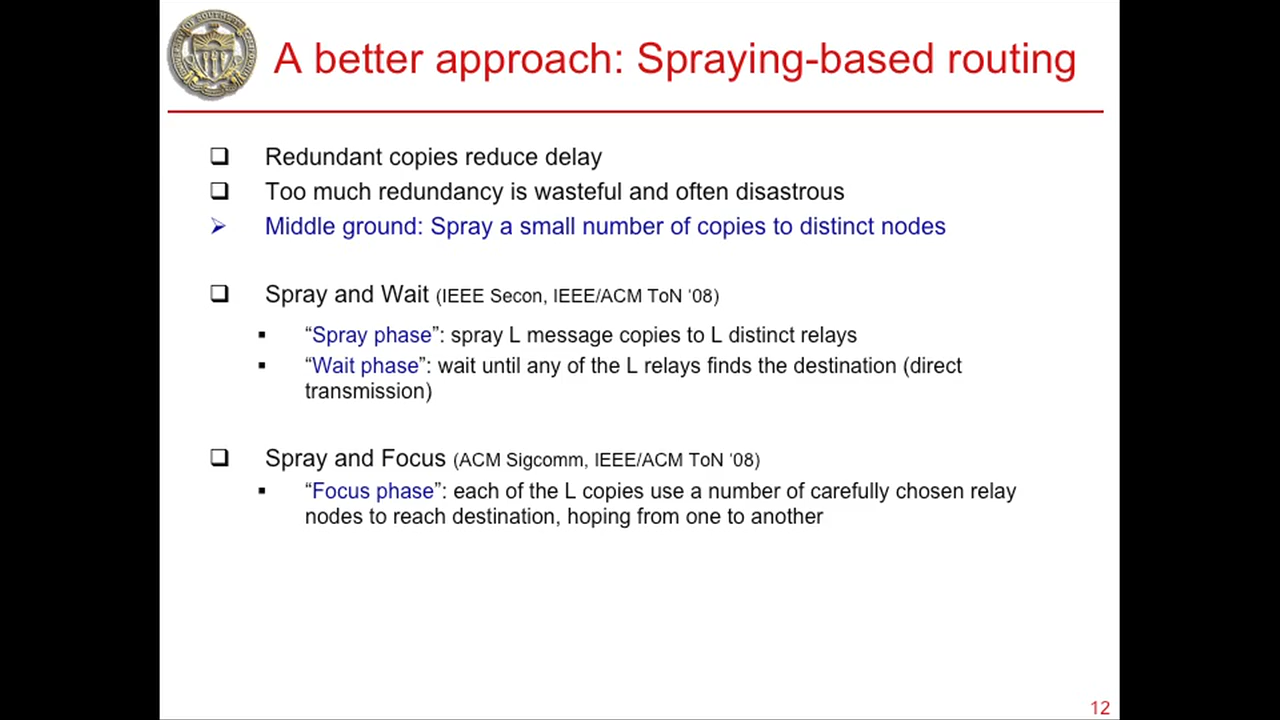 A better approach: Spraying-based routing
❑ Redundant copies reduce delay
❑ Too much redundancy is wasteful and often disastrous
➢ Middle ground: Spray a small number of copies to distinct nodes
❑ Spray and Wait (IEEE Secon, IEEE/ACM ToN '08)
▪ “Spray phase”: spray L message copies to L distinct relays
▪ “Wait phase”: wait until any of the L relays finds the destination (direct
transmission)
❑ Spray and Focus (ACM Sigcomm, IEEE/ACM ToN '08)
▪ “Focus phase”: each of the L copies use a number of carefully chosen relay
nodes to reach destination, hoping from one to another
12